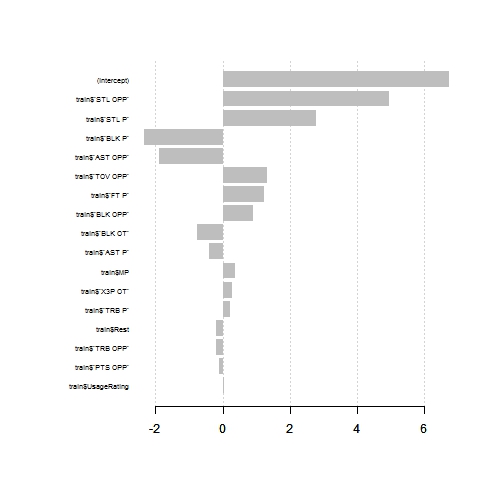 (Intercept)
train$`STL OPP`
train$`STL P`
train$`BLK P`
train$`AST OPP`
train$`TOV OPP`
train$`FT P`
train$`BLK OPP`
train$`BLK OT`
train$`AST P`
train$MP
train$`X3P OT`
train$`TRB P`
train$Rest
train$`TRB OPP`
train$`PTS OPP`
train$UsageRating
-2 0 2 4 6